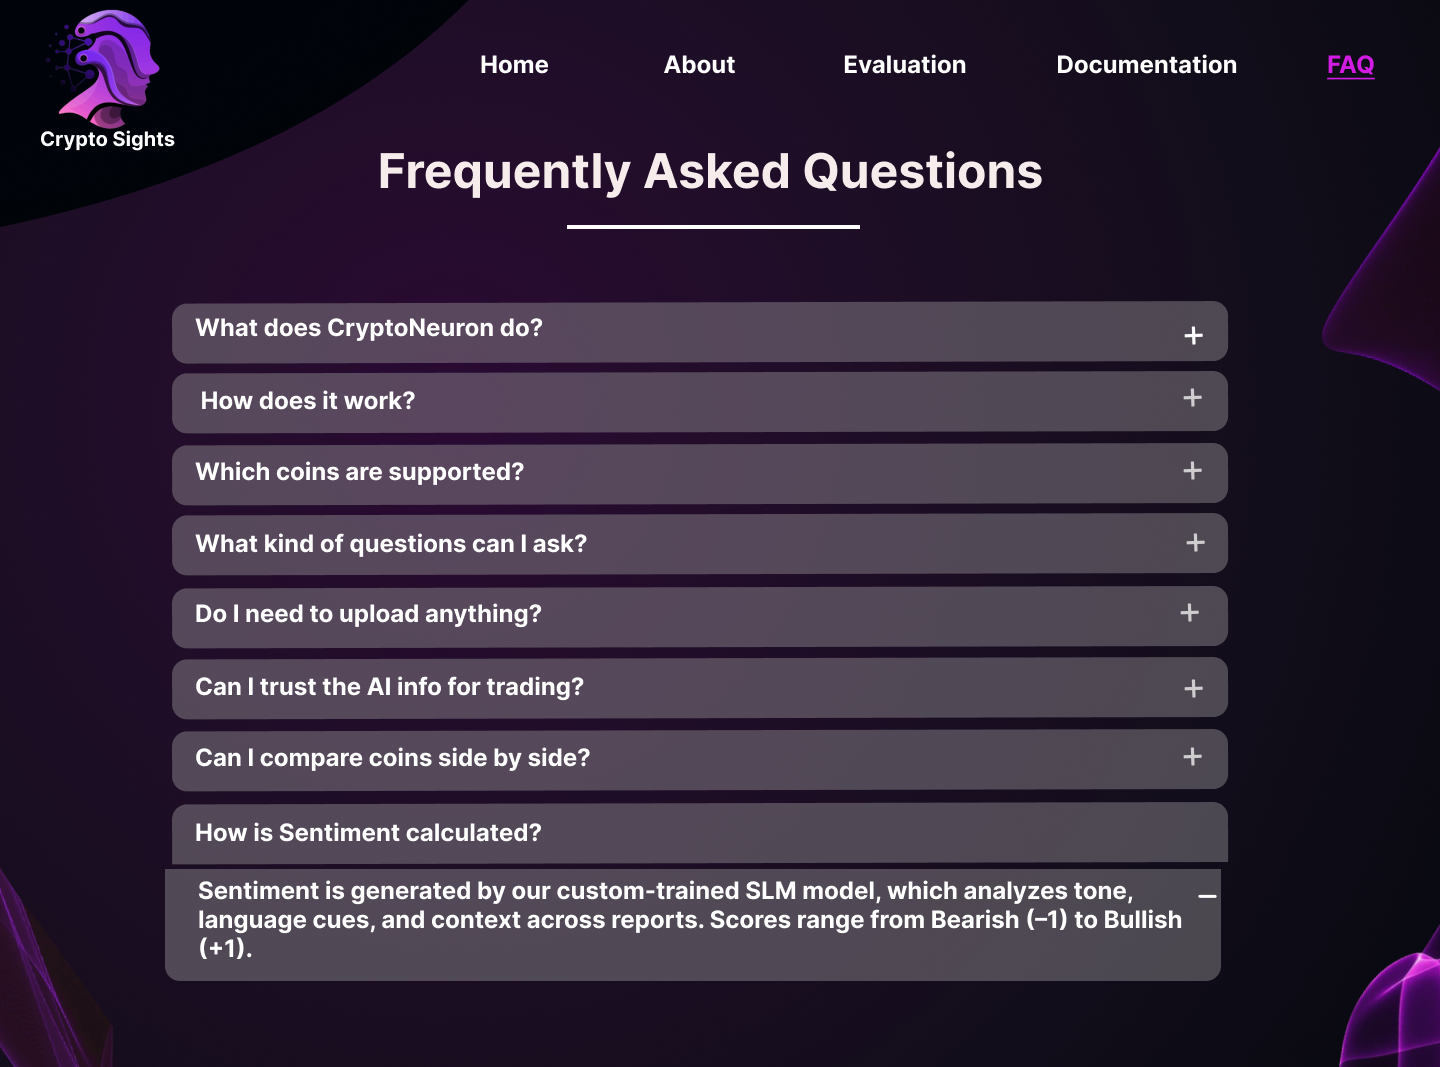 Home About Evaluation Documentation FAQ
Crypto Sights
Frequently Asked Questions
What does CryptoNeuron do? +
How does it work? +
Which coins are supported? +
What kind of questions can I ask? +
Do I need to upload anything? +
Can I trust the AI info for trading? +
Can I compare coins side by side? +
How is Sentiment calculated?
Sentiment is generated by our custom-trained SLM model, which analyzes tone, –
language cues, and context across reports. Scores range from Bearish (–1) to Bullish
(+1).